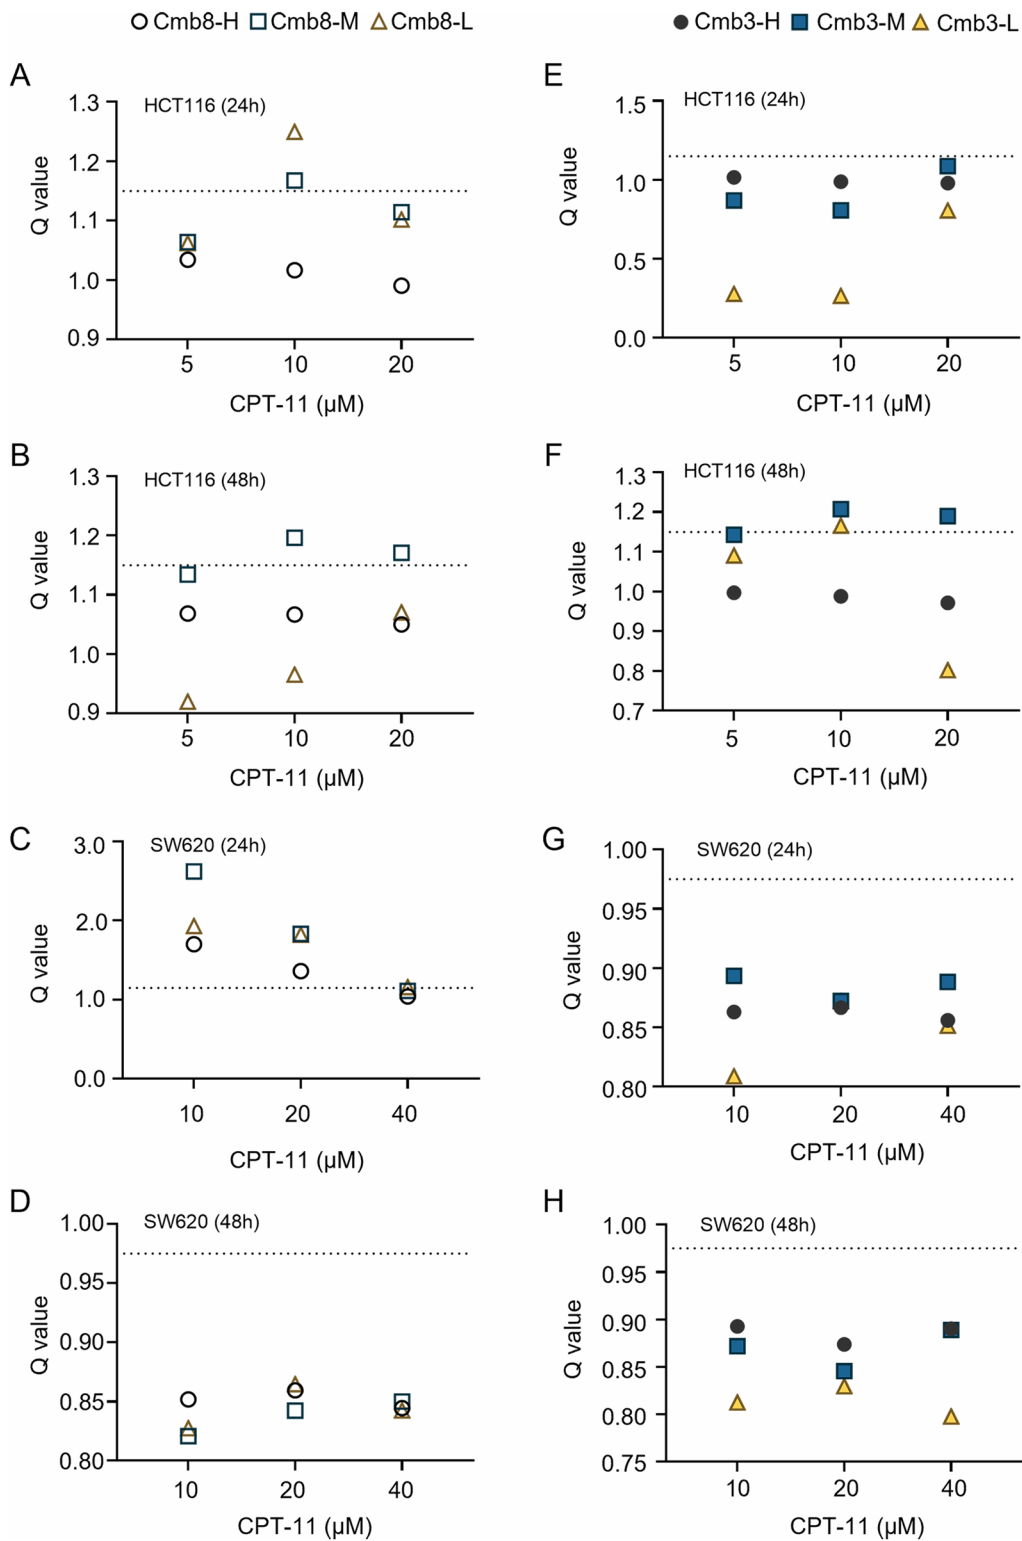 Cmb8-H Cmb8-M Cmb8-L
Cmb3-H Cmb3-M Cmb3-L
A
HCT116 (24h)
Q value
1.3
1.2
1.1
1.0
0.9
5 10 20
CPT-11 (µM)
E
HCT116 (24h)
Q value
1.5
1.0
0.5
0.0
5 10 20
CPT-11 (µM)
B
HCT116 (48h)
Q value
1.3
1.2
1.1
1.0
0.9
5 10 20
CPT-11 (µM)
F
HCT116 (48h)
Q value
1.3
1.2
1.1
1.0
0.9
0.8
0.7
5 10 20
CPT-11 (µM)
C
SW620 (24h)
Q value
3.0
2.0
1.0
0.0
10 20 40
CPT-11 (µM)
G
SW620 (24h)
Q value
1.00
0.95
0.90
0.85
0.80
10 20 40
CPT-11 (µM)
D
SW620 (48h)
Q value
1.00
0.95
0.90
0.85
0.80
10 20 40
CPT-11 (µM)
H
SW620 (48h)
Q value
1.00
0.95
0.90
0.85
0.80
0.75
10 20 40
CPT-11 (µM)